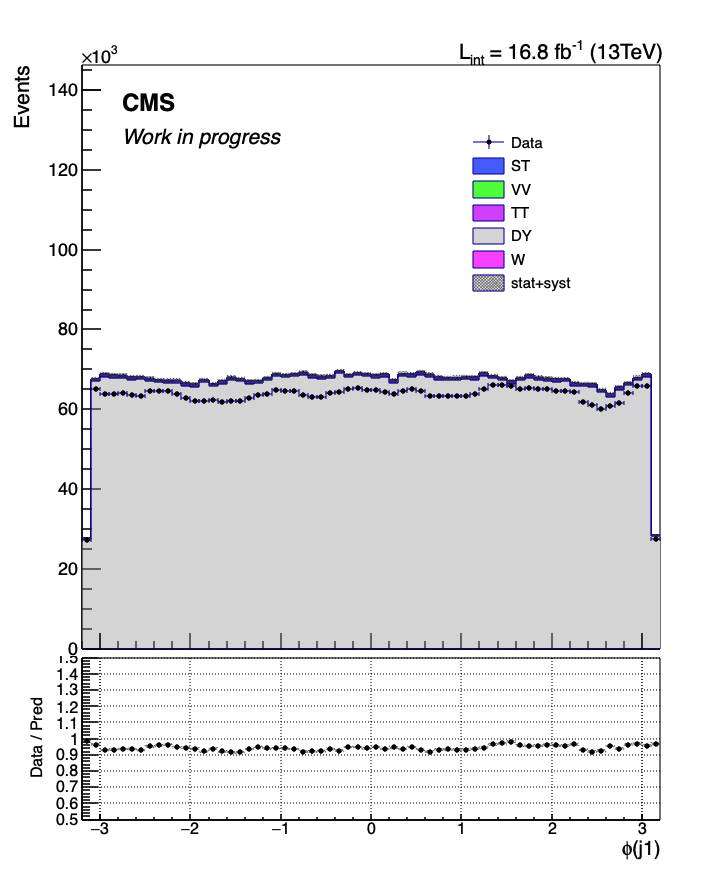 ×10³
L_int = 16.8 fb⁻¹ (13TeV)
Events
CMS
Work in progress
Data
ST
VV
TT
DY
W
stat+syst
140
120
100
80
60
40
20
0
Data / Pred
1.5
1.4
1.3
1.2
1.1
1
0.9
0.8
0.7
0.6
0.5
−3 −2 −1 0 1 2 3
ϕ(j1)